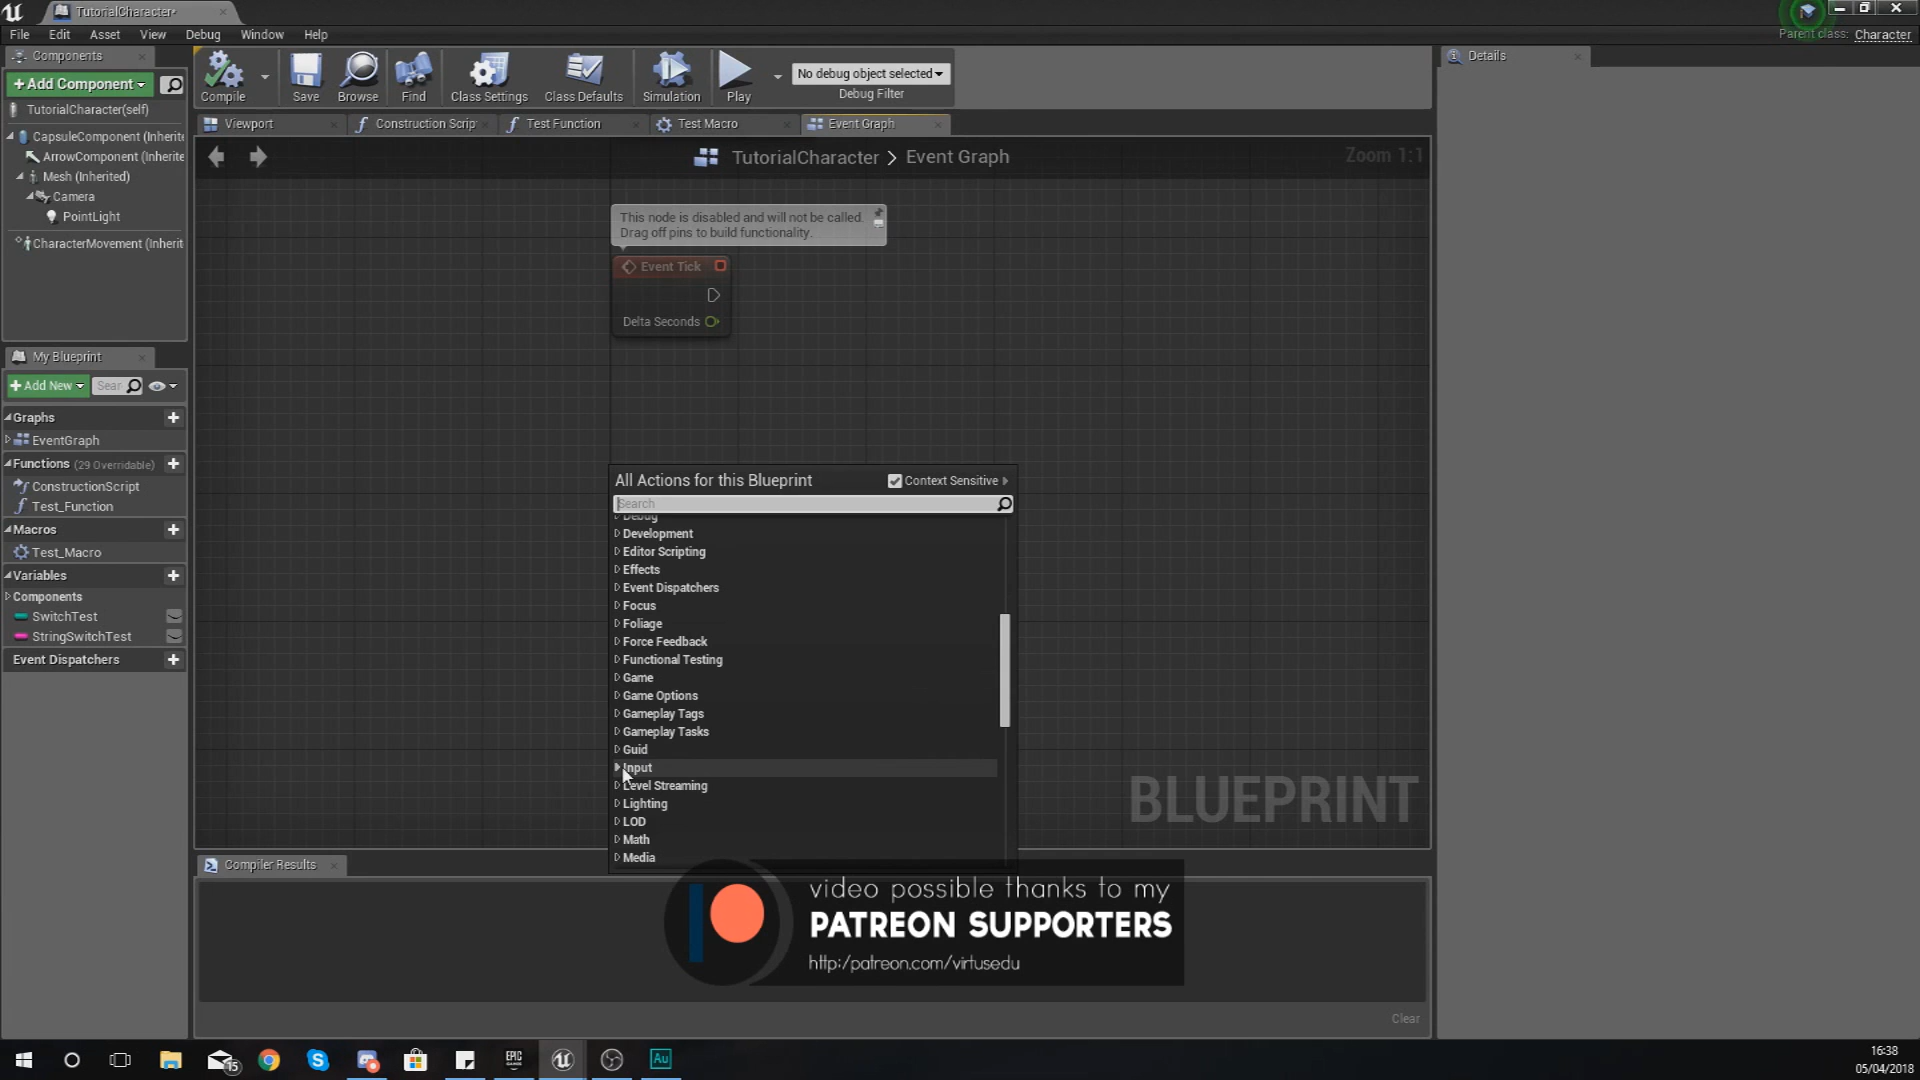 TutorialCharacter*
File Edit Asset View Debug Window Help
Parent class: Character
Components
+Add Component
TutorialCharacter(self)
CapsuleComponent (Inherite
ArrowComponent (Inherite
Mesh (Inherited)
Camera
PointLight
CharacterMovement (Inherit
Compile
Save
Browse
Find
Class Settings
Class Defaults
Simulation
Play
No debug object selected
Debug Filter
Details
Viewport
Construction Scrip
Test Function
Test Macro
Event Graph
TutorialCharacter > Event Graph
Zoom 1:1
This node is disabled and will not be called.
Drag off pins to build functionality.
Event Tick
Delta Seconds
My Blueprint
+Add New
Sear
Graphs
EventGraph
Functions (29 Overridable)
ConstructionScript
Test_Function
Macros
Test_Macro
Variables
Components
SwitchTest
StringSwitchTest
Event Dispatchers
All Actions for this Blueprint
Context Sensitive
Search
Debug
Development
Editor Scripting
Effects
Event Dispatchers
Focus
Foliage
Force Feedback
Functional Testing
Game
Game Options
Gameplay Tags
Gameplay Tasks
Guid
Input
Level Streaming
Lighting
LOD
Math
Media
BLUEPRINT
Compiler Results
Clear
video possible thanks to my
PATREON SUPPORTERS
http:/patreon.com/virtusedu
15
EPIC
GAMES
Au
16:38
05/04/2018